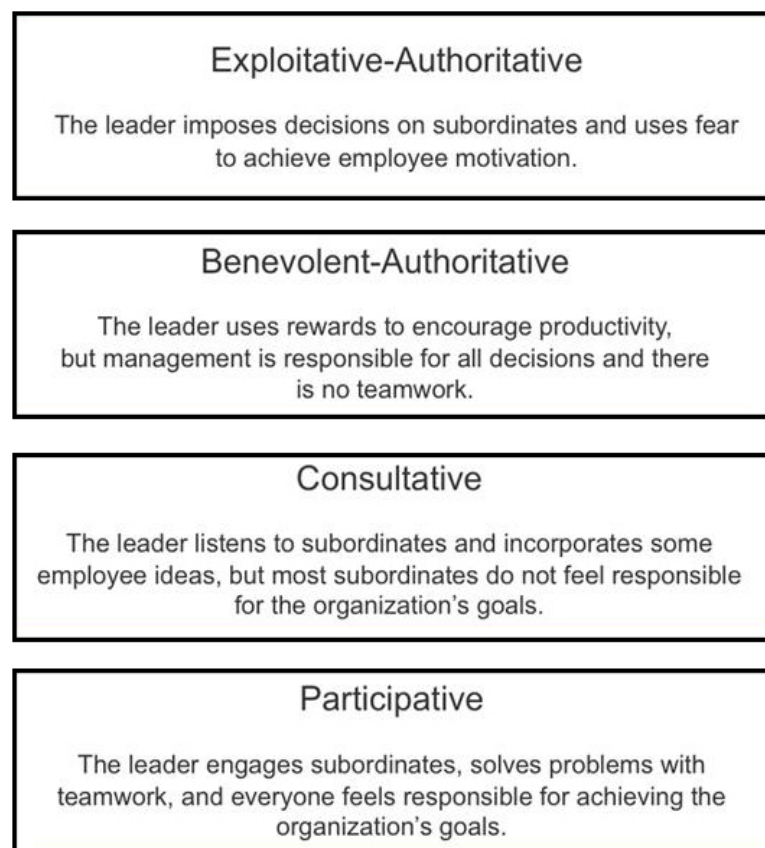 Exploitative-Authoritative
The leader imposes decisions on subordinates and uses fear
to achieve employee motivation.
Benevolent-Authoritative
The leader uses rewards to encourage productivity,
but management is responsible for all decisions and there
is no teamwork.
Consultative
The leader listens to subordinates and incorporates some
employee ideas, but most subordinates do not feel responsible
for the organization’s goals.
Participative
The leader engages subordinates, solves problems with
teamwork, and everyone feels responsible for achieving the
organization’s goals.